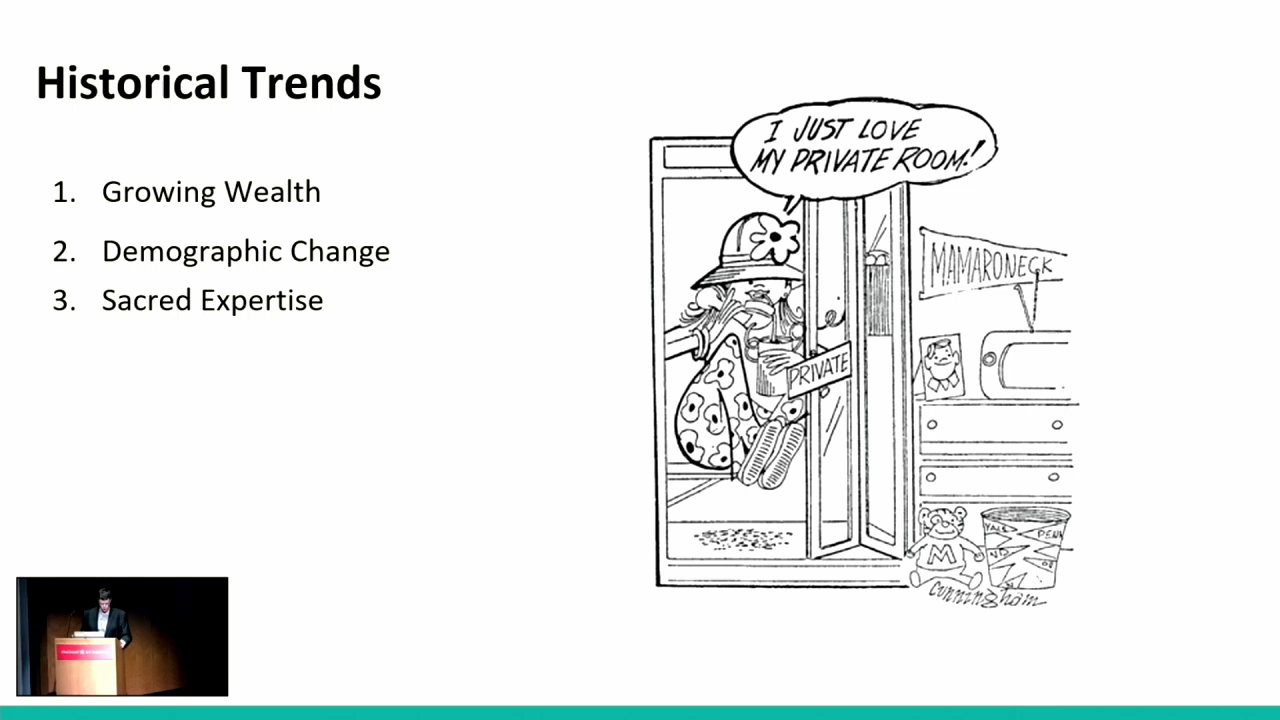 Historical Trends
1. Growing Wealth
2. Demographic Change
3. Sacred Expertise
I JUST LOVE
MY PRIVATE ROOM!
MAMARONECK
PRIVATE
M
YALE
PENN
ND
Cunningham